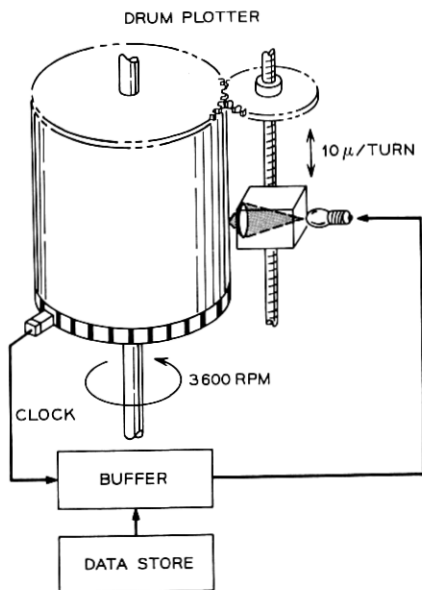 DRUM PLOTTER
10 μ/TURN
3600 RPM
CLOCK
BUFFER
DATA STORE